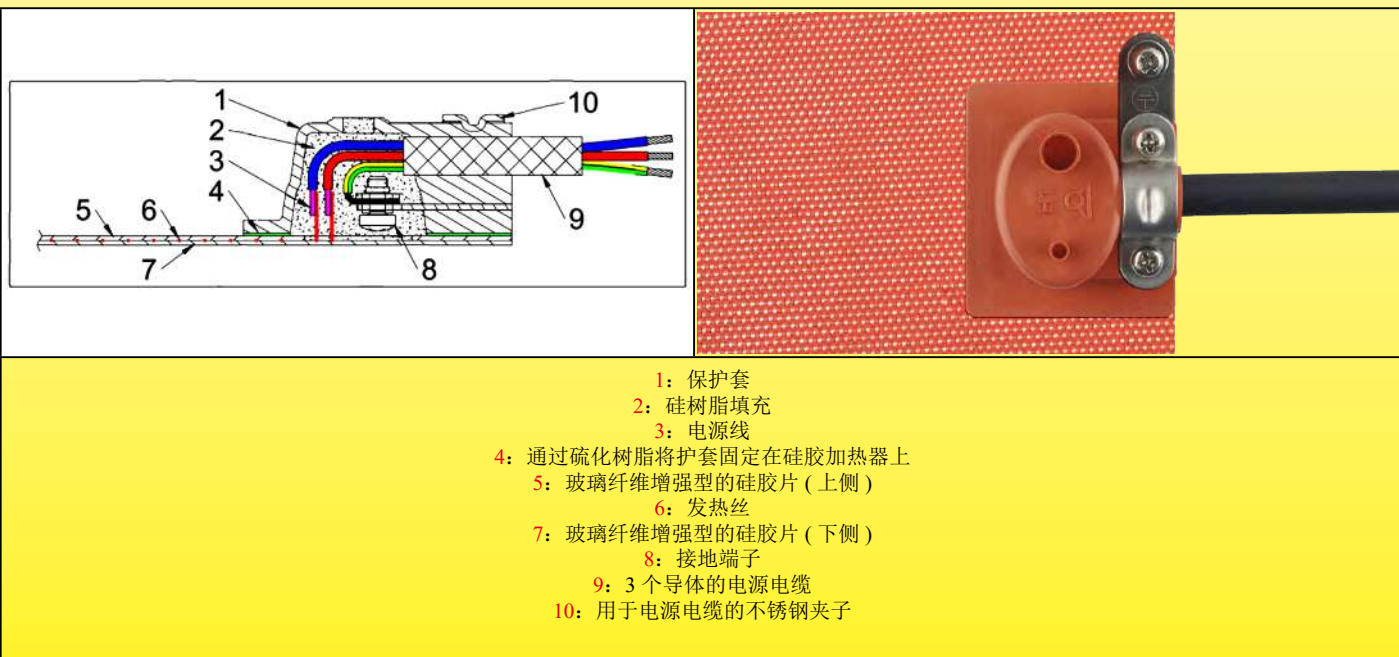 1
2
3
4
5
6
7
8
9
10
1：保护套
2：硅树脂填充
3：电源线
4：通过硫化树脂将护套固定在硅胶加热器上
5：玻璃纤维增强型的硅胶片 ( 上侧 )
6：发热丝
7：玻璃纤维增强型的硅胶片 ( 下侧 )
8：接地端子
9：3 个导体的电源电缆
10：用于电源电缆的不锈钢夹子